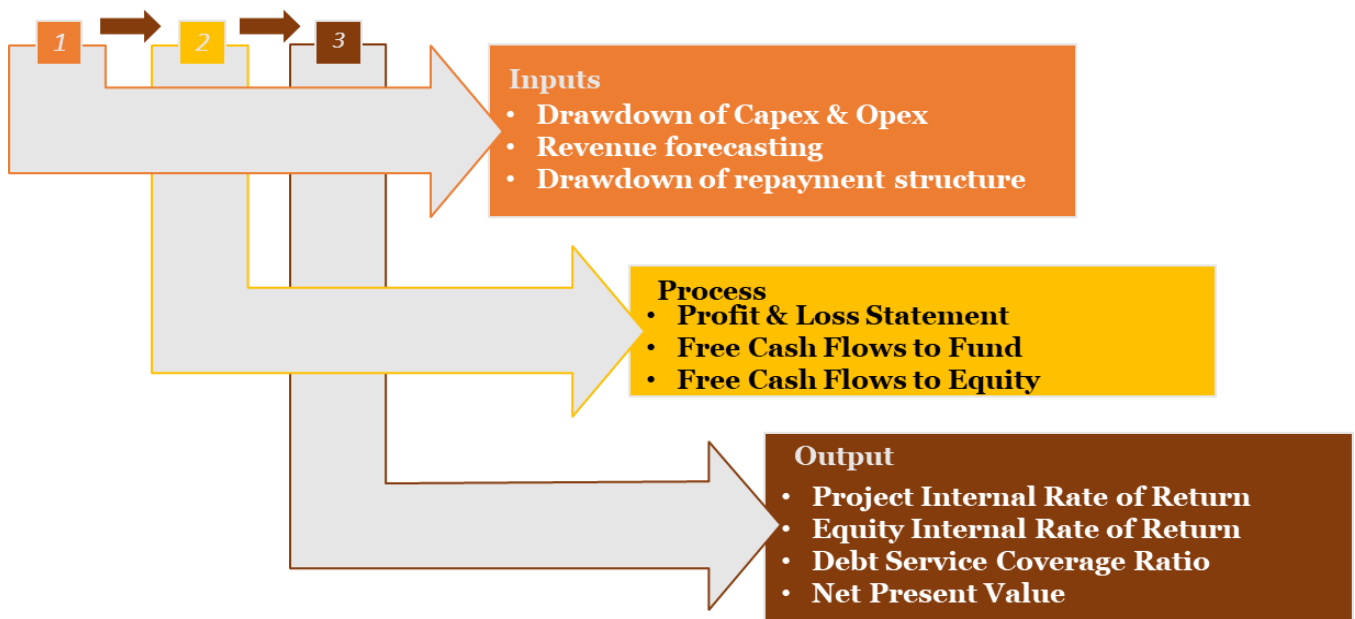 1
2
3
Inputs
• Drawdown of Capex & Opex
• Revenue forecasting
• Drawdown of repayment structure
Process
• Profit & Loss Statement
• Free Cash Flows to Fund
• Free Cash Flows to Equity
Output
• Project Internal Rate of Return
• Equity Internal Rate of Return
• Debt Service Coverage Ratio
• Net Present Value